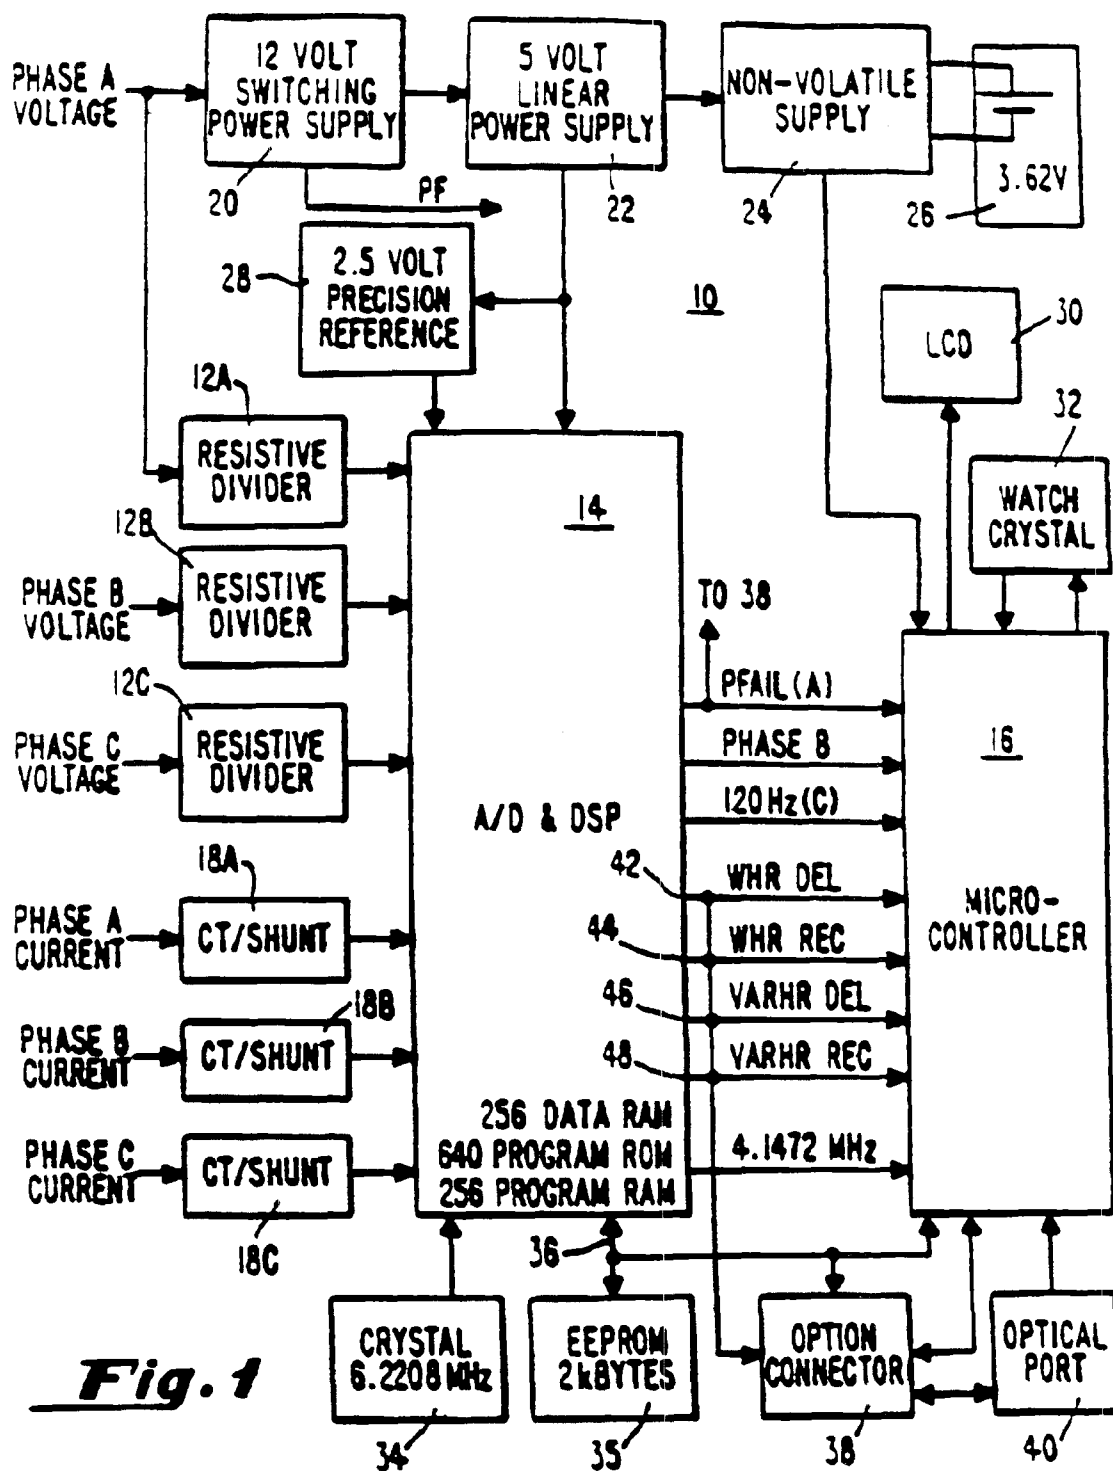 PHASE A
VOLTAGE
12 VOLT
SWITCHING
POWER SUPPLY
20
5 VOLT
LINEAR
POWER SUPPLY
22
NON-VOLATILE
SUPPLY
24
3.62V
26
PF
28
2.5 VOLT
PRECISION
REFERENCE
10
LCD
30
32
WATCH
CRYSTAL
12A
RESISTIVE
DIVIDER
12B
PHASE B
VOLTAGE
RESISTIVE
DIVIDER
12C
PHASE C
VOLTAGE
RESISTIVE
DIVIDER
14
A/D & DSP
TO 38
PFAIL(A)
PHASE B
120Hz(C)
42
WHR DEL
44
WHR REC
46
VARHR DEL
48
VARHR REC
4.1472 MHz
16
MICRO-
CONTROLLER
18A
PHASE A
CURRENT
CT/SHUNT
18B
PHASE B
CURRENT
CT/SHUNT
PHASE C
CURRENT
CT/SHUNT
18C
256 DATA RAM
640 PROGRAM ROM
256 PROGRAM RAM
36
CRYSTAL
6.2208MHz
34
EEPROM
2kBYTES
35
OPTION
CONNECTOR
38
OPTICAL
PORT
40
Fig. 1